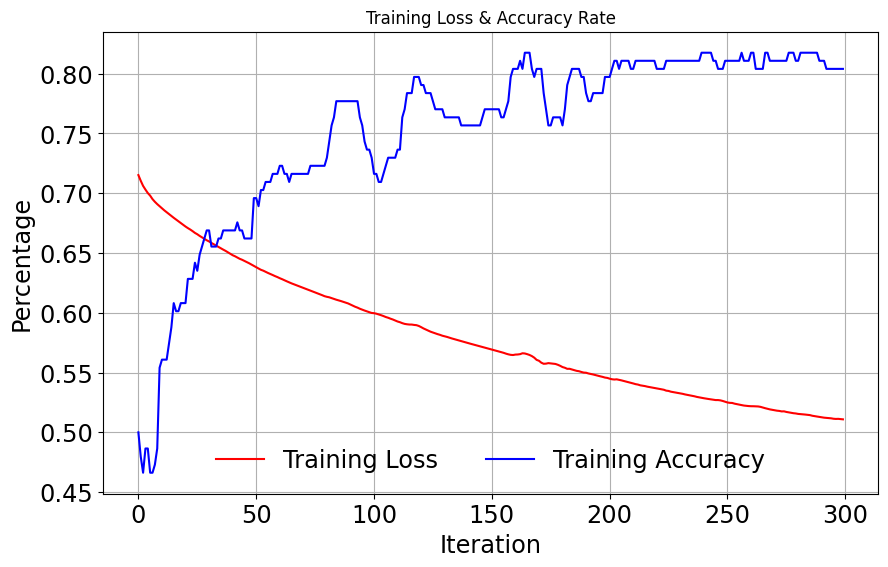 Training Loss & Accuracy Rate
Percentage
0.80
0.75
0.70
0.65
0.60
0.55
0.50
0.45
Training Loss
Training Accuracy
0 50 100 150 200 250 300
Iteration